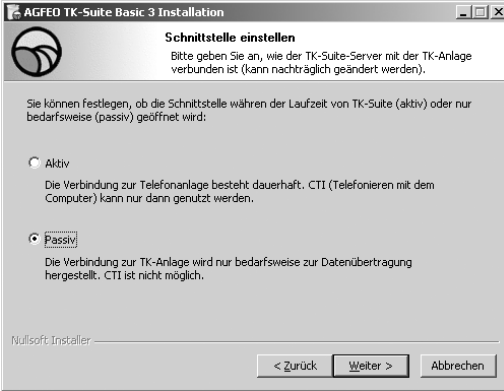 AGFEO TK-Suite Basic 3 Installation
Schnittstelle einstellen
Bitte geben Sie an, wie der TK-Suite-Server mit der TK-Anlage
verbunden ist (kann nachträglich geändert werden).
Sie können festlegen, ob die Schnittstelle während der Laufzeit von TK-Suite (aktiv) oder nur
bedarfsweise (passiv) geöffnet wird:
Aktiv
Die Verbindung zur Telefonanlage besteht dauerhaft. CTI (Telefonieren mit dem
Computer) kann nur dann genutzt werden.
Passiv
Die Verbindung zur TK-Anlage wird nur bedarfsweise zur Datenübertragung
hergestellt. CTI ist nicht möglich.
Nullsoft Installer
< Zurück Weiter > Abbrechen